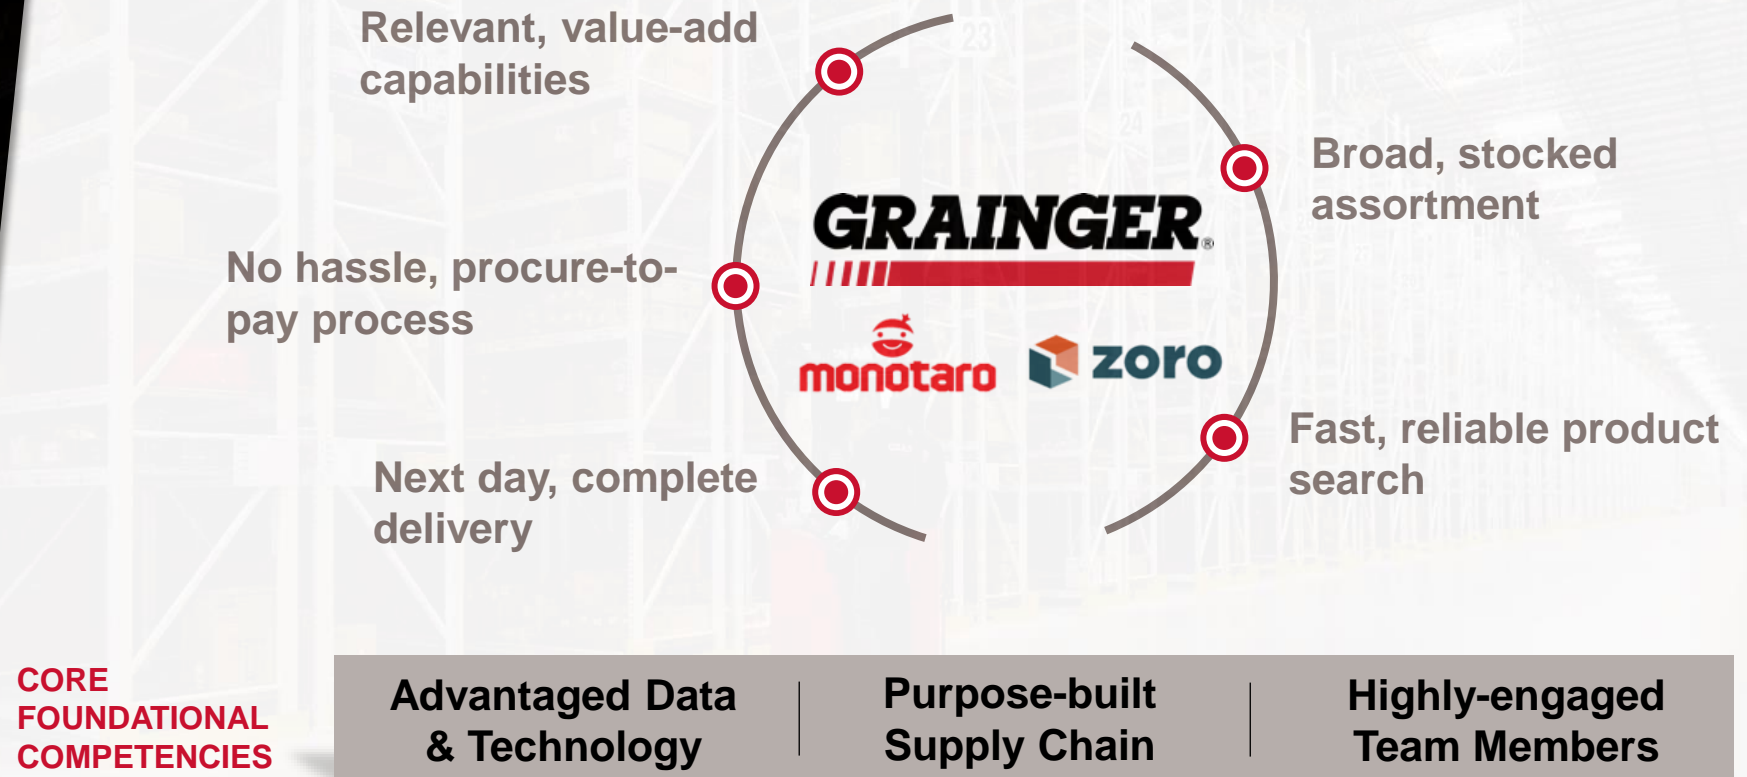 Relevant, value-add
capabilities
23
24
Broad, stocked
assortment
GRAINGER®
No hassle, procure-to-
pay process
monotaro
zoro
Fast, reliable product
search
Next day, complete
delivery
CORE
FOUNDATIONAL
COMPETENCIES
Advantaged Data
& Technology
Purpose-built
Supply Chain
Highly-engaged
Team Members